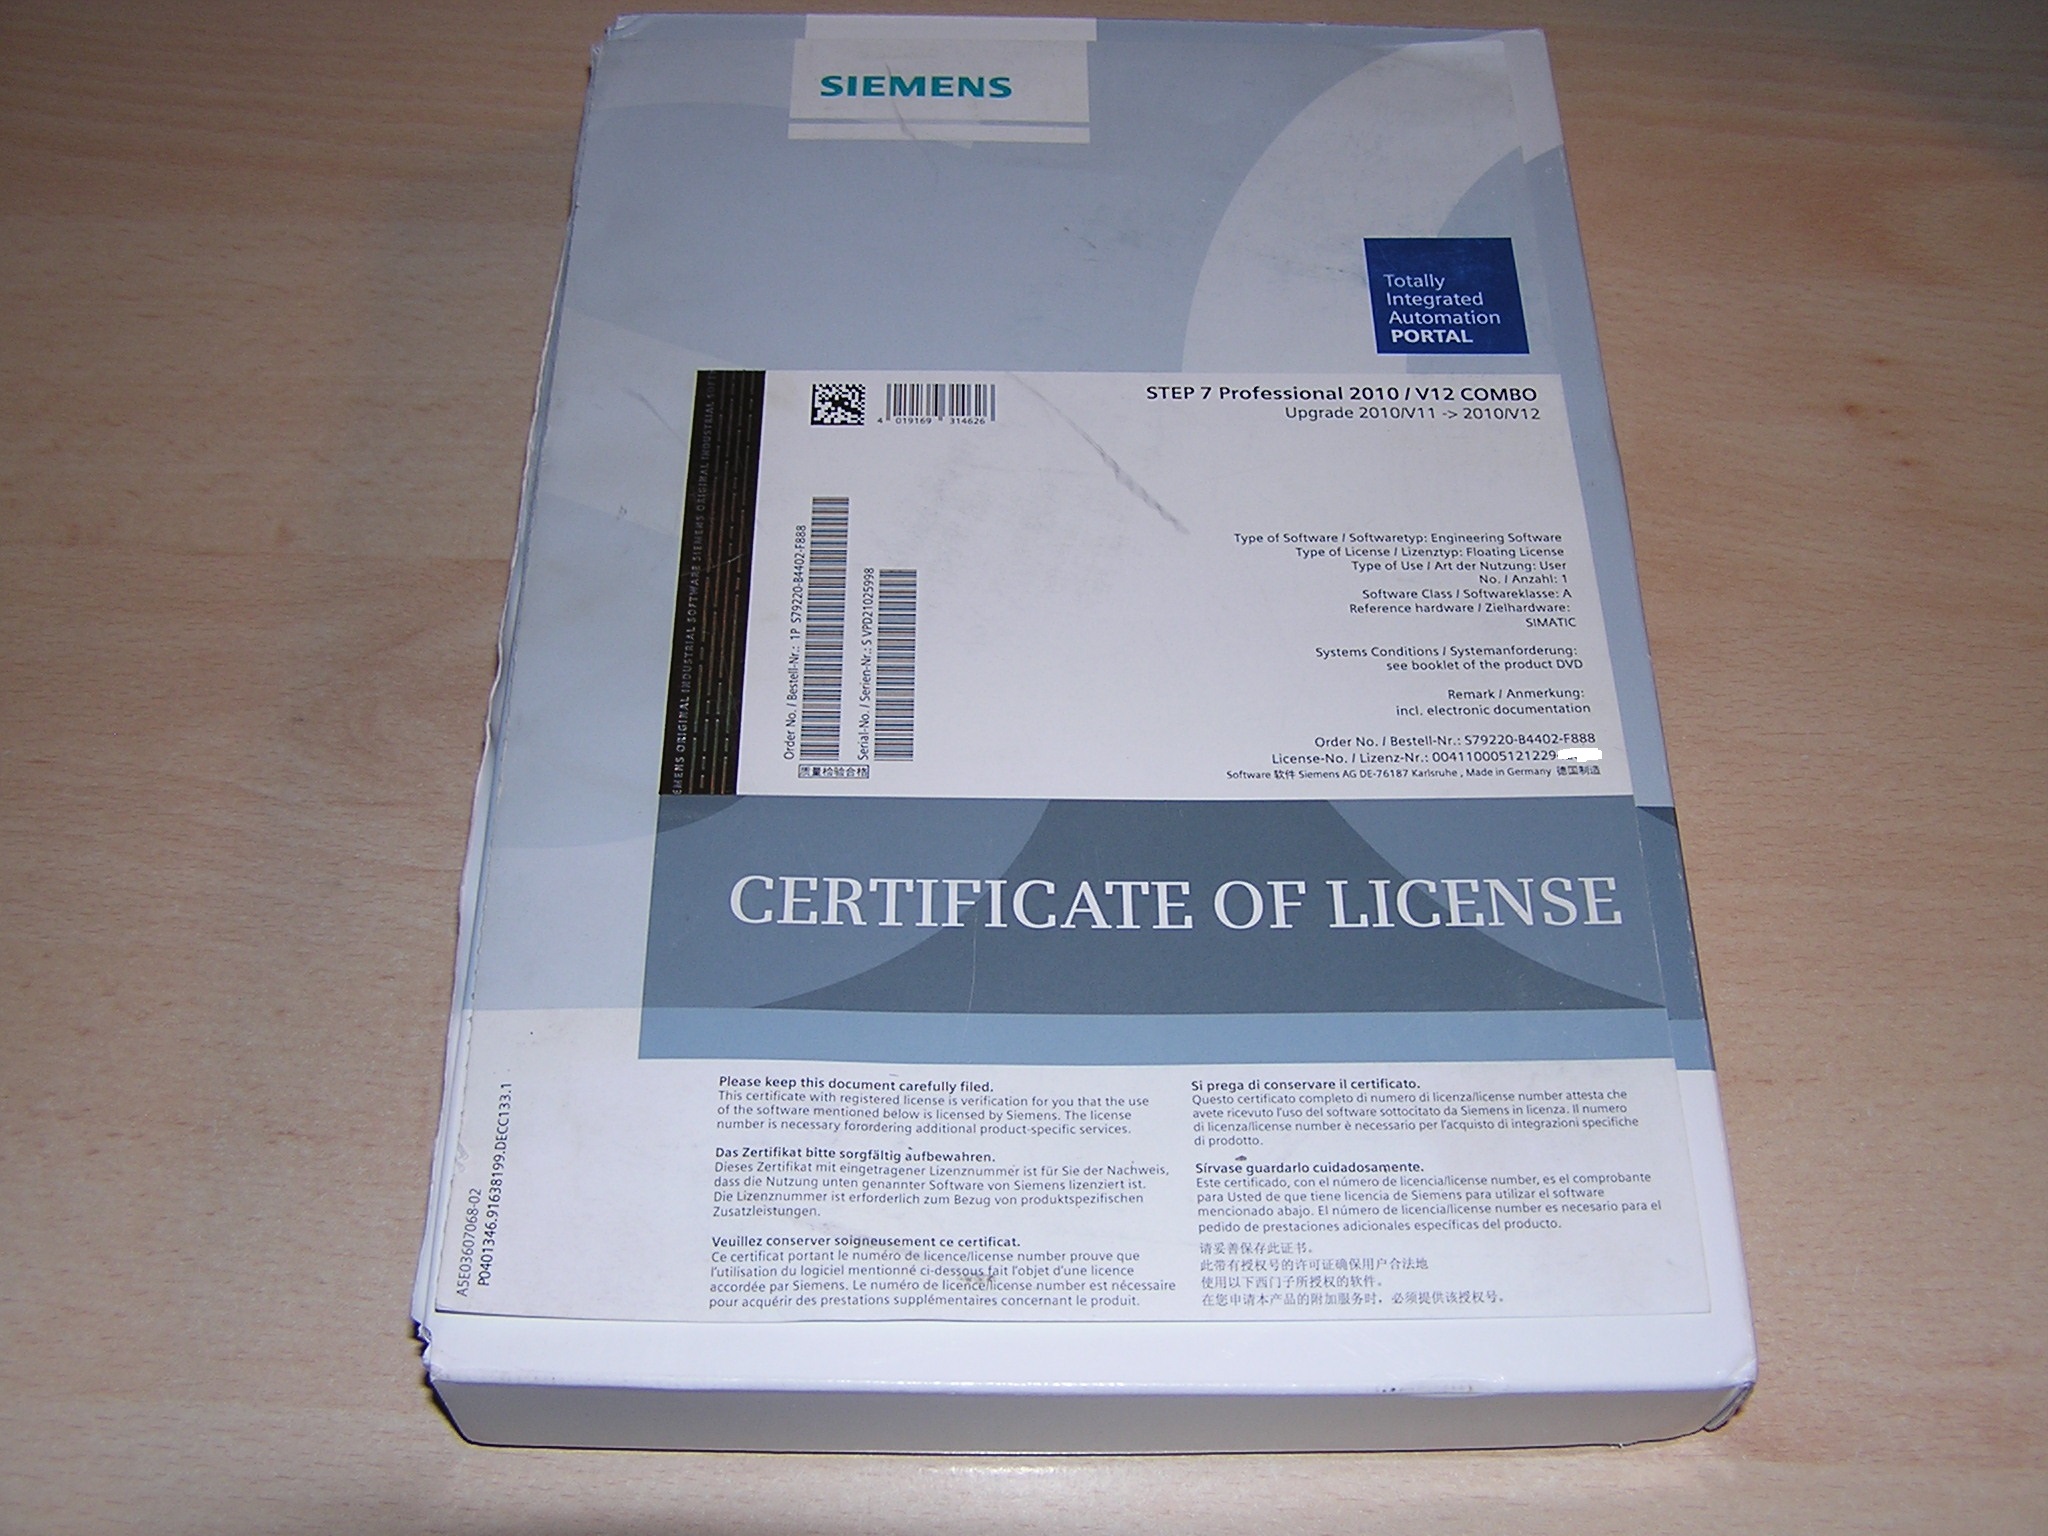 SIEMENS
Totally
Integrated
Automation
PORTAL
4 019169 314626
STEP 7 Professional 2010 / V12 COMBO
Upgrade 2010/V11 -> 2010/V12
SIEMENS ORIGINAL INDUSTRIAL SOFTWARE SIEMENS ORIGINAL INDUSTRIAL
Order No. / Bestell-Nr.: 1P S79220-B4402-F888
Serial-No. / Serien-Nr.: S VPD21025998
质量检验合格
Type of Software / Softwaretyp: Engineering Software
Type of License / Lizenztyp: Floating License
Type of Use / Art der Nutzung: User
No. / Anzahl: 1
Software Class / Softwareklasse: A
Reference hardware / Zielhardware:
SIMATIC
Systems Conditions / Systemanforderung:
see booklet of the product DVD
Remark / Anmerkung:
incl. electronic documentation
Order No. / Bestell-Nr.: S79220-B4402-F888
License-No. / Lizenz-Nr.: 004110005121229
Software 软件 Siemens AG DE-76187 Karlsruhe , Made in Germany 德国制造
CERTIFICATE OF LICENSE
Please keep this document carefully filed.
This certificate with registered license is verification for you that the use
of the software mentioned below is licensed by Siemens. The license
number is necessary forordering additional product-specific services.
Das Zertifikat bitte sorgfältig aufbewahren.
Dieses Zertifikat mit eingetragener Lizenznummer ist für Sie der Nachweis,
dass die Nutzung unten genannter Software von Siemens lizenziert ist.
Die Lizenznummer ist erforderlich zum Bezug von produktspezifischen
Zusatzleistungen.
Veuillez conserver soigneusement ce certificat.
Ce certificat portant le numéro de licence/license number prouve que
l'utilisation du logiciel mentionné ci-dessous fait l'objet d'une licence
accordée par Siemens. Le numéro de licence/license number est nécessaire
pour acquérir des prestations supplémentaires concernant le produit.
Si prega di conservare il certificato.
Questo certificato completo di numero di licenza/license number attesta che
avete ricevuto l'uso del software sottocitato da Siemens in licenza. Il numero
di licenza/license number è necessario per l'acquisto di integrazioni specifiche
di prodotto.
Sírvase guardarlo cuidadosamente.
Este certificado, con el número de licencia/license number, es el comprobante
para Usted de que tiene licencia de Siemens para utilizar el software
mencionado abajo. El número de licencia/license number es necesario para el
pedido de prestaciones adicionales específicas del producto.
请妥善保存此证书。
此带有授权号的许可证确保用户合法地
使用以下西门子所授权的软件。
在您申请本产品的附加服务时，必须提供该授权号。
A5E03607068-02
P0401346.91638199.DECC133.1